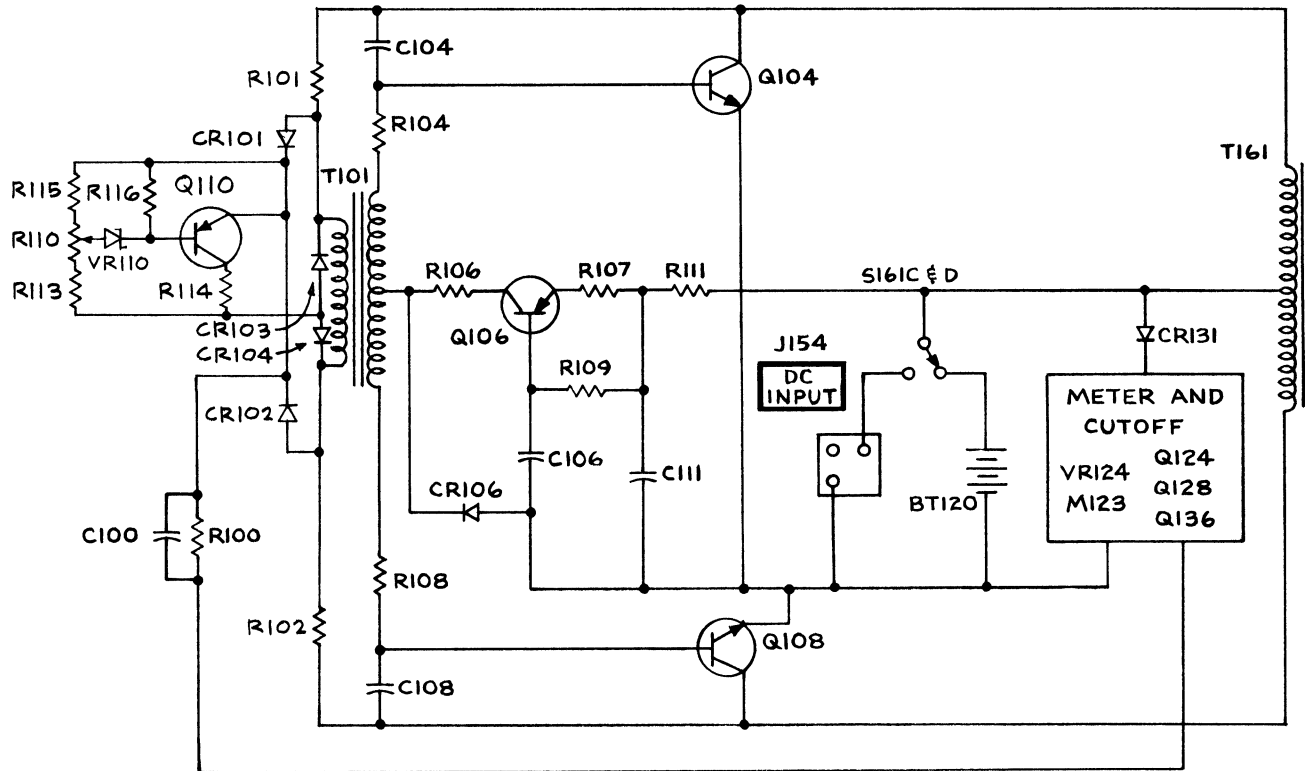 C104
Q104
R101
R104
CR101
T161
T101
R115
R116
Q110
R110
VR110
R113
R114
R106
R107
R111
S161C & D
CR103
CR104
Q106
CR131
J154
DC
INPUT
R109
METER AND
CUTOFF
VR124
M123
Q124
Q128
Q136
CR102
C106
C111
CR106
BT120
C100
R100
R108
R102
Q108
C108